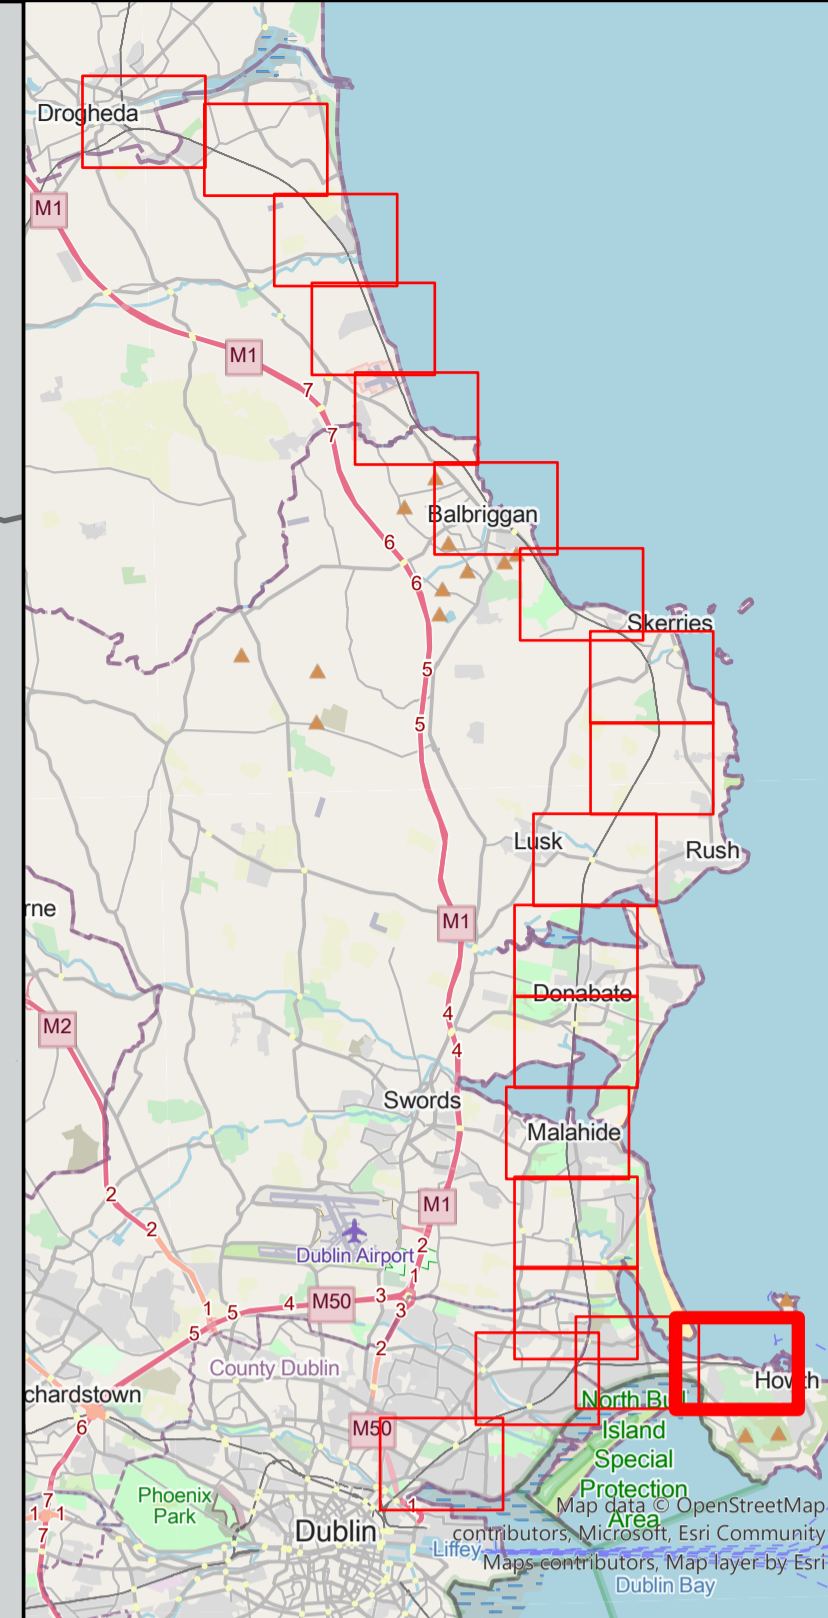 Drogheda
M1
M1
7
7
Balbriggan
6
6
Skerries
5
5
Lusk
Rush
rne
M1
Donabate
M2
4
4
Swords
Malahide
2
M1
2
2
Dublin Airport
1
M50
3
4
5
1
3
5
2
County Dublin
Howth
chardstown
North Bull
Island
Special
Protection
Area
6
M50
7
1 1
7
Phoenix
Park
1
Dublin
Liffey
Map data © OpenStreetMap
contributors, Microsoft, Esri Community
Maps contributors, Map layer by Esri
Dublin Bay